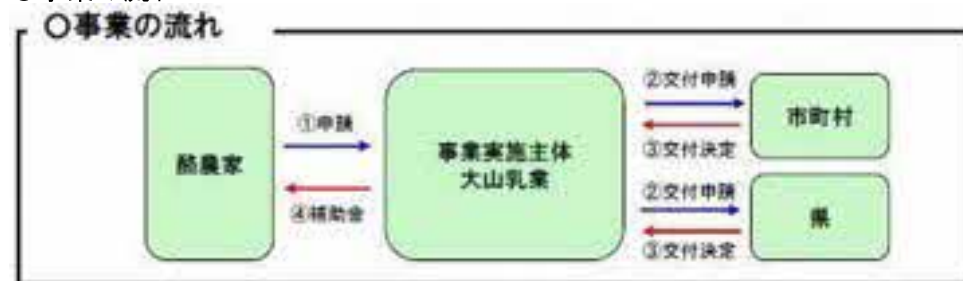 〇事業の流れ
酪農家
①申請
④補助金
事業実施主体
大山乳業
②交付申請
③交付決定
市町村
②交付申請
③交付決定
県